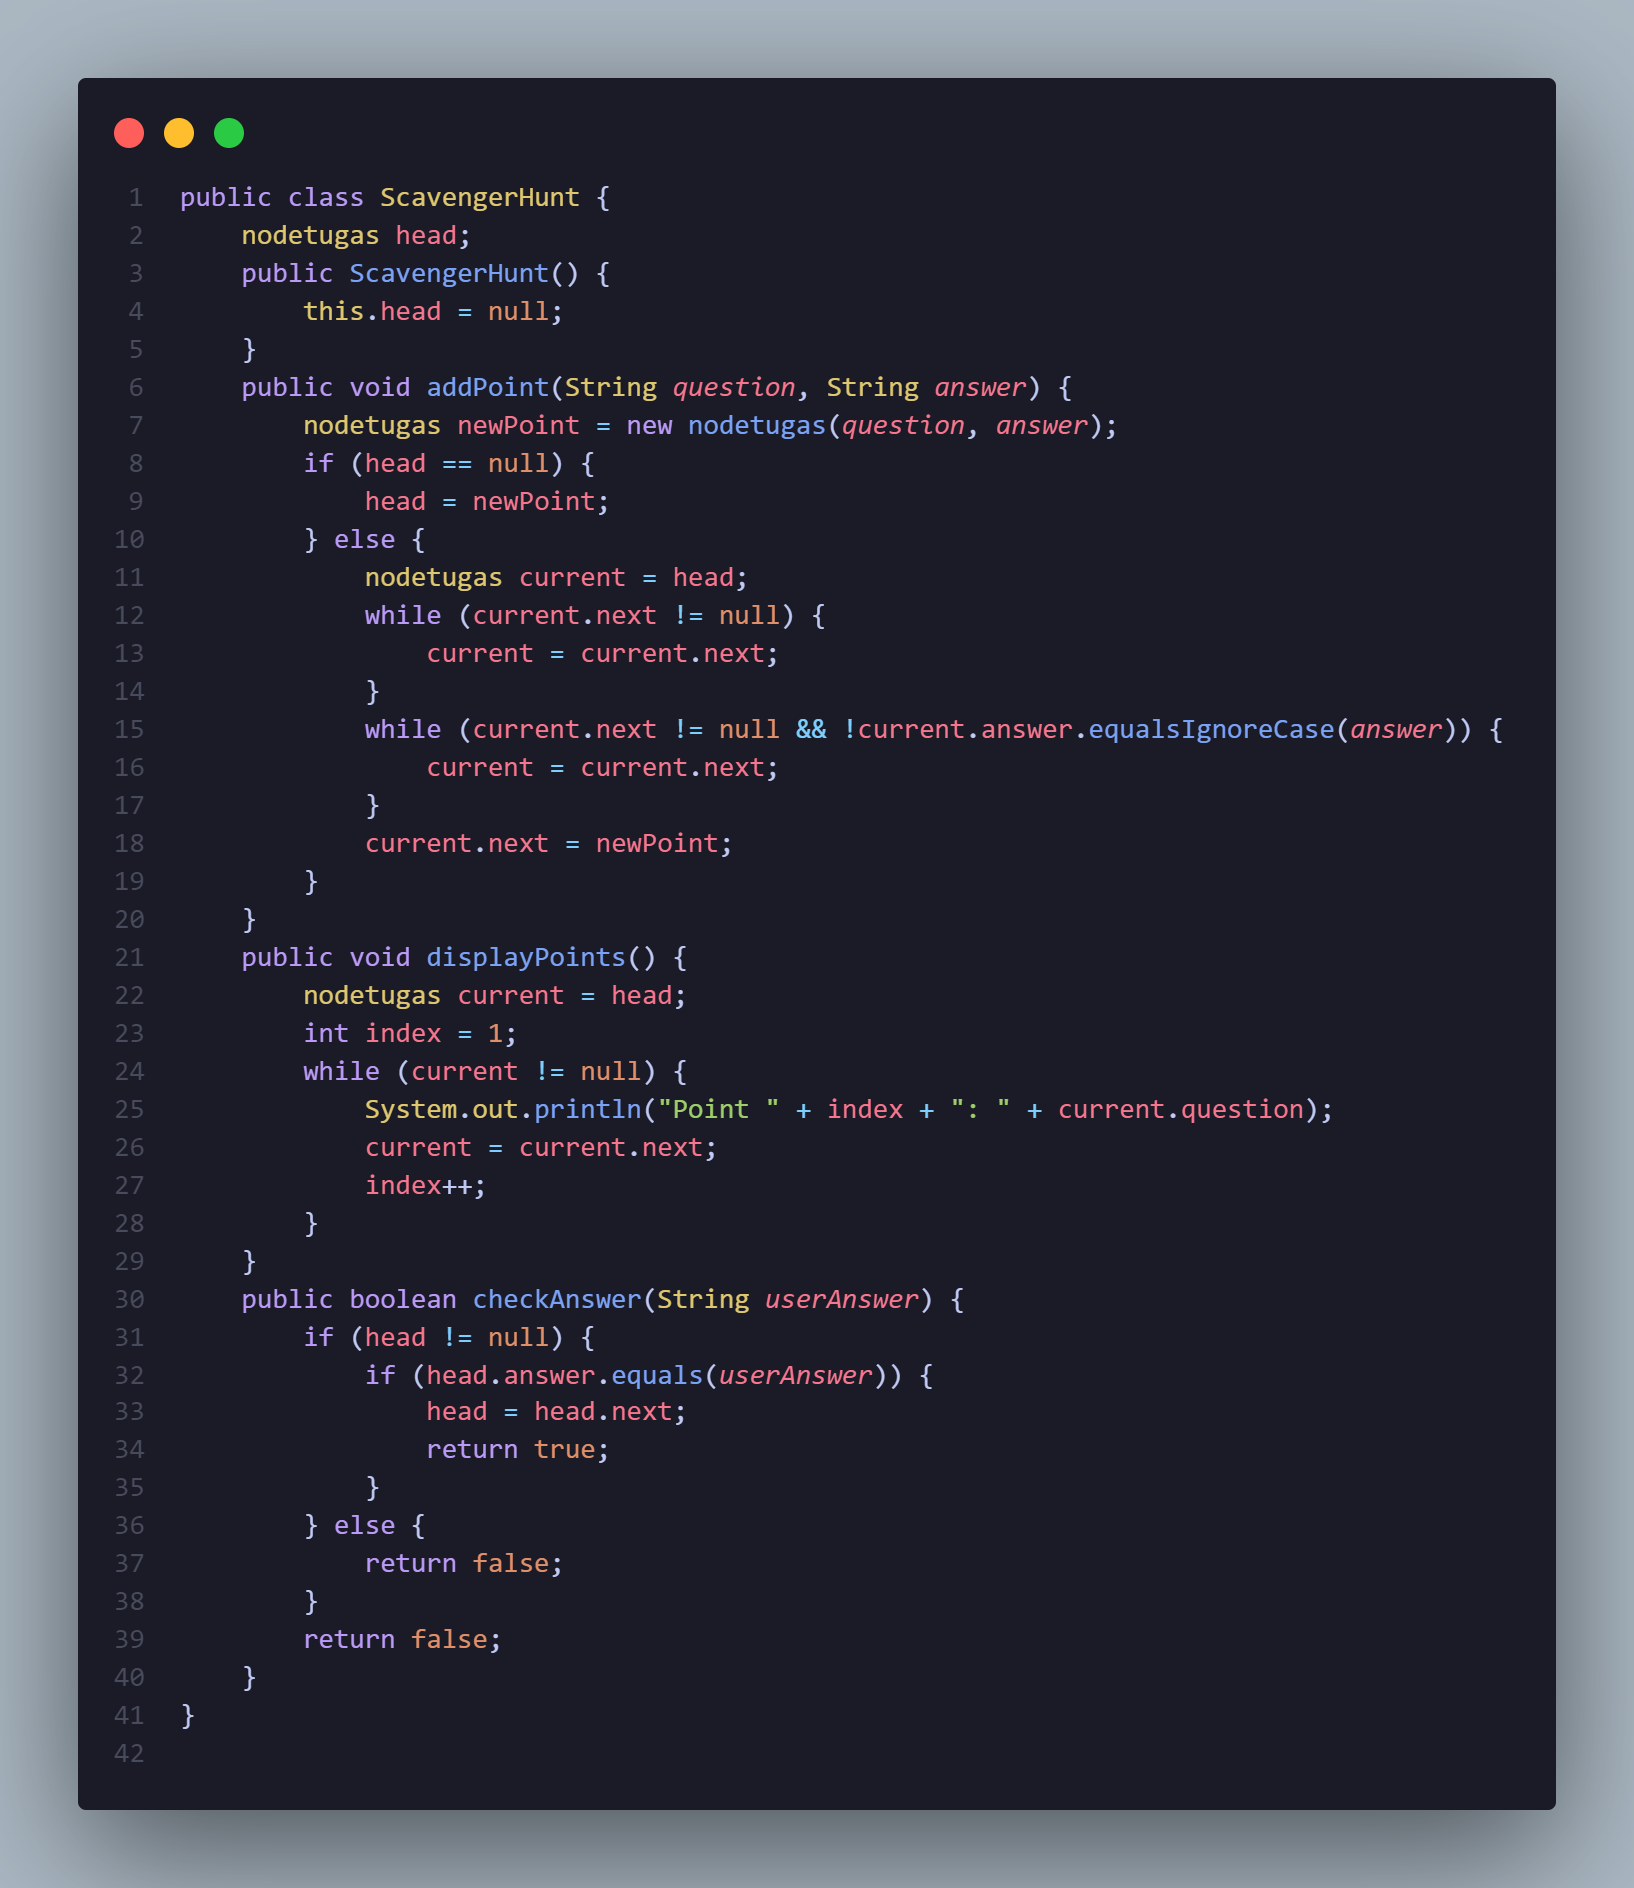 1 public class ScavengerHunt {
2     nodetugas head;
3     public ScavengerHunt() {
4         this.head = null;
5     }
6     public void addPoint(String question, String answer) {
7         nodetugas newPoint = new nodetugas(question, answer);
8         if (head == null) {
9             head = newPoint;
10         } else {
11             nodetugas current = head;
12             while (current.next != null) {
13                 current = current.next;
14             }
15             while (current.next != null && !current.answer.equalsIgnoreCase(answer)) {
16                 current = current.next;
17             }
18             current.next = newPoint;
19         }
20     }
21     public void displayPoints() {
22         nodetugas current = head;
23         int index = 1;
24         while (current != null) {
25             System.out.println("Point " + index + ": " + current.question);
26             current = current.next;
27             index++;
28         }
29     }
30     public boolean checkAnswer(String userAnswer) {
31         if (head != null) {
32             if (head.answer.equals(userAnswer)) {
33                 head = head.next;
34                 return true;
35             }
36         } else {
37             return false;
38         }
39         return false;
40     }
41 }
42